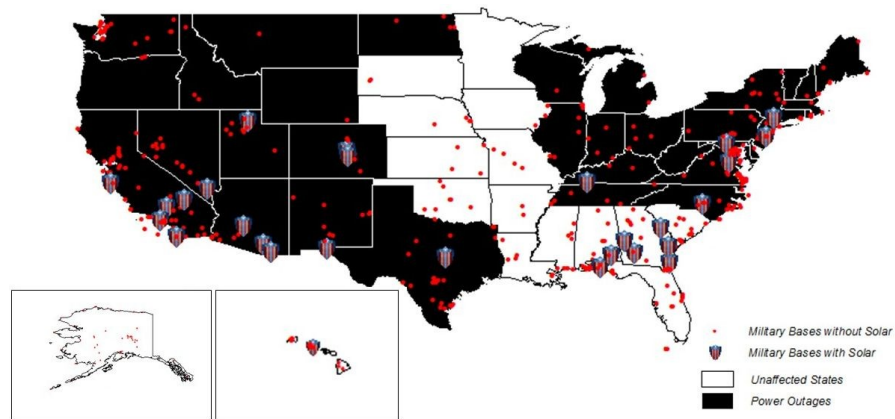 Military Bases without Solar
Military Bases with Solar
Unaffected States
Power Outages